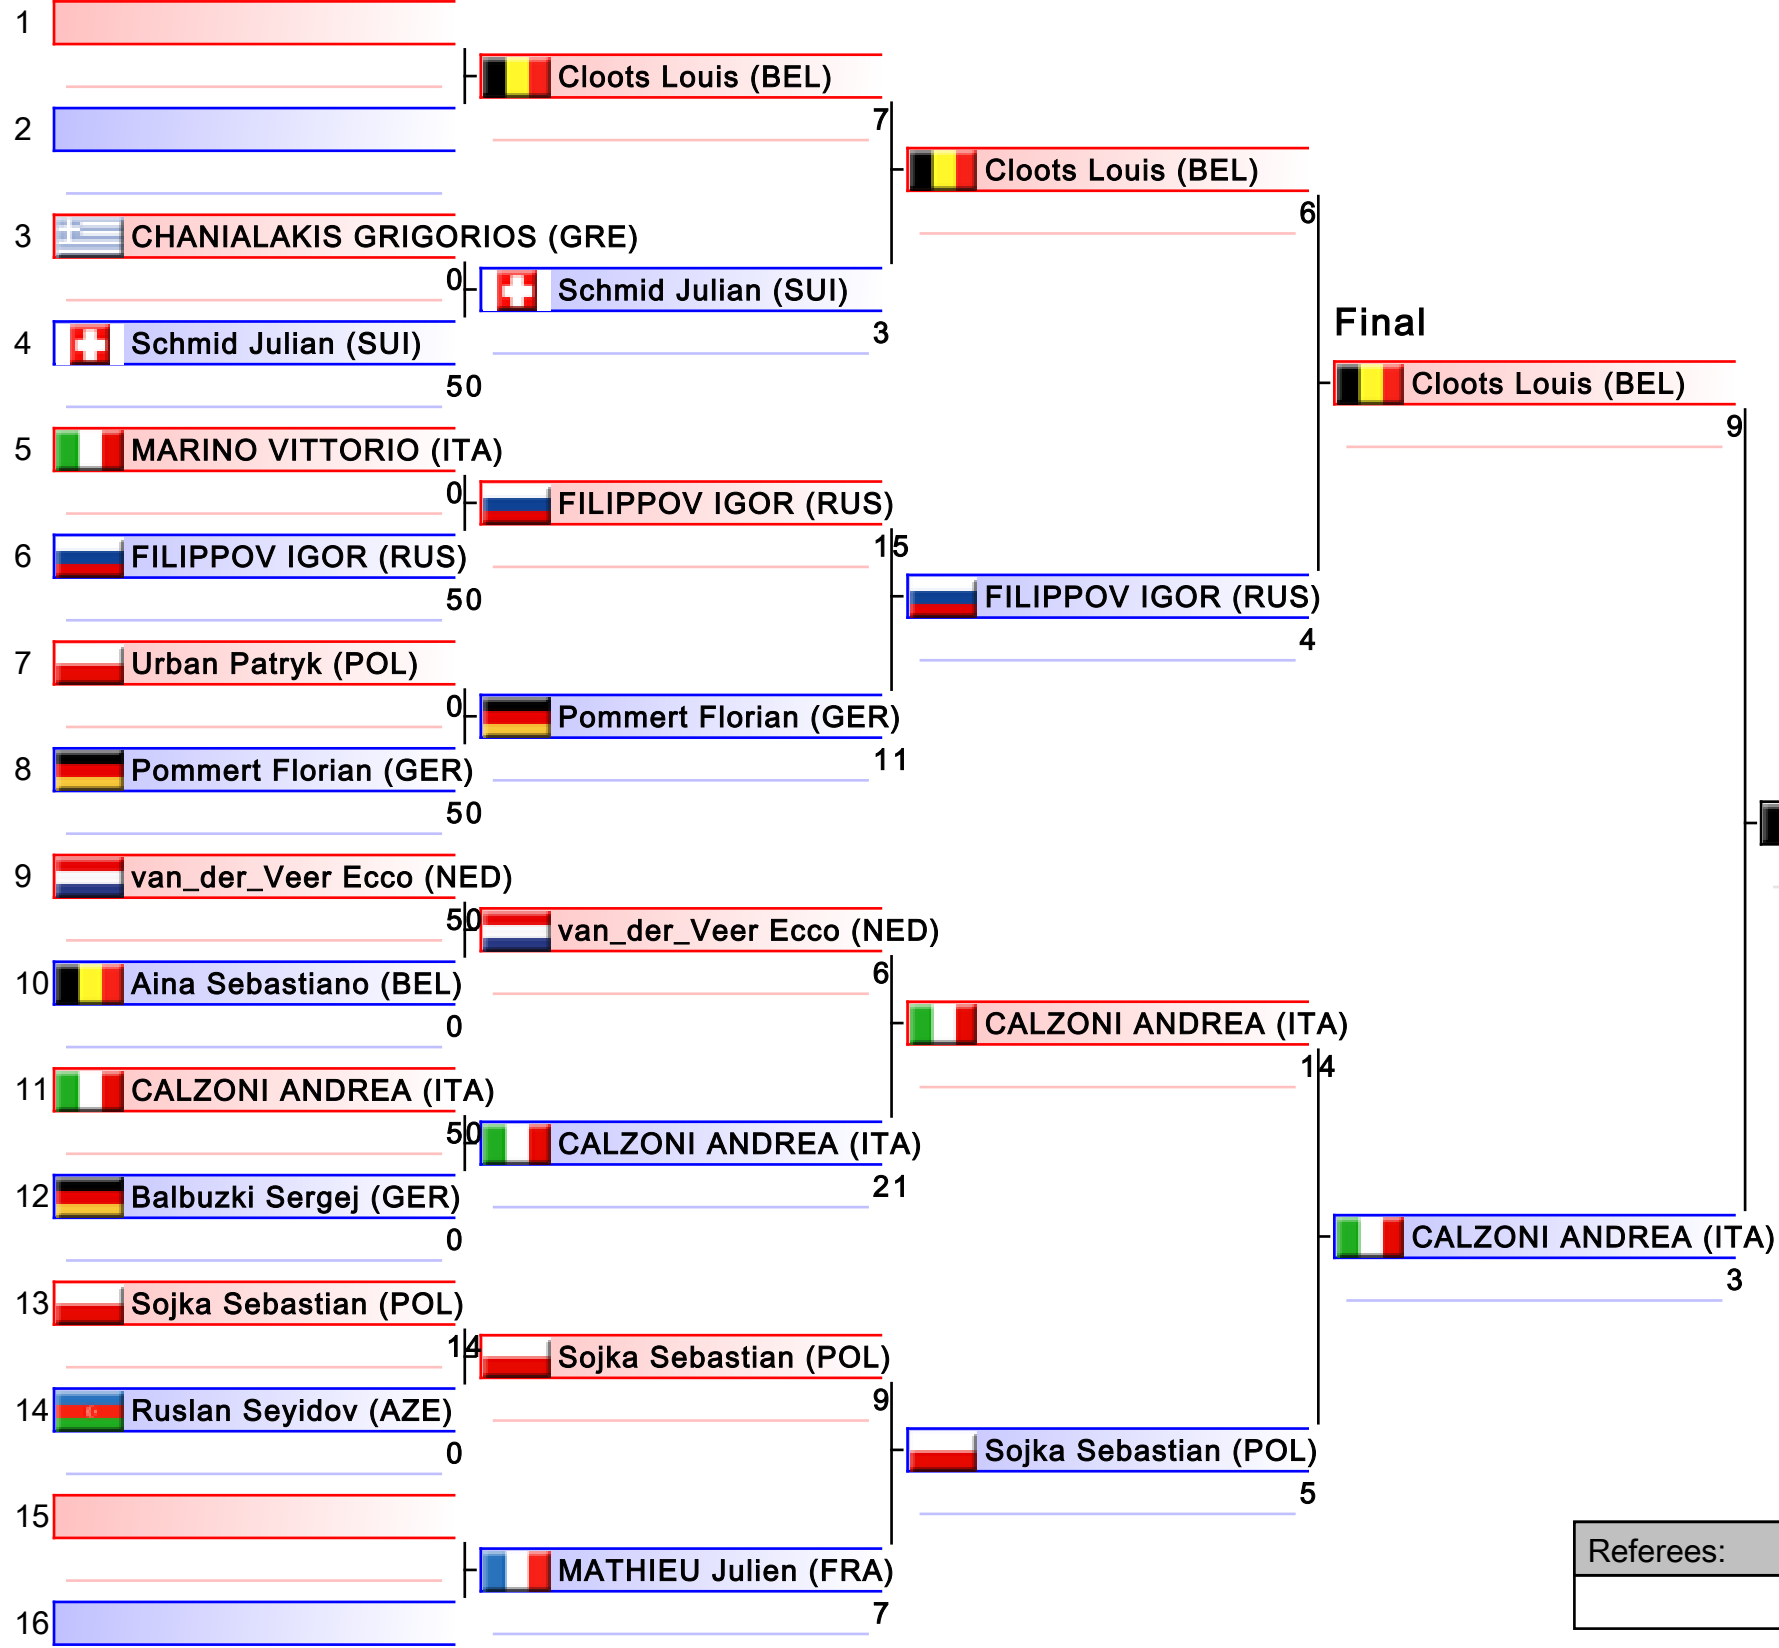 1
Cloots Louis (BEL)
7
2
Cloots Louis (BEL)
6
3 CHANIALAKIS GRIGORIOS (GRE)
0
Schmid Julian (SUI)
3
4 Schmid Julian (SUI)
50
Final
Cloots Louis (BEL)
9
5 MARINO VITTORIO (ITA)
0
FILIPPOV IGOR (RUS)
15
6 FILIPPOV IGOR (RUS)
50
FILIPPOV IGOR (RUS)
4
7 Urban Patryk (POL)
0
Pommert Florian (GER)
11
8 Pommert Florian (GER)
50
9 van_der_Veer Ecco (NED)
50
van_der_Veer Ecco (NED)
6
10 Aina Sebastiano (BEL)
0
CALZONI ANDREA (ITA)
14
11 CALZONI ANDREA (ITA)
50
CALZONI ANDREA (ITA)
21
12 Balbuzki Sergej (GER)
0
CALZONI ANDREA (ITA)
3
13 Sojka Sebastian (POL)
14
Sojka Sebastian (POL)
9
14 Ruslan Seyidov (AZE)
0
Sojka Sebastian (POL)
5
15
MATHIEU Julien (FRA)
7
16
Referees: